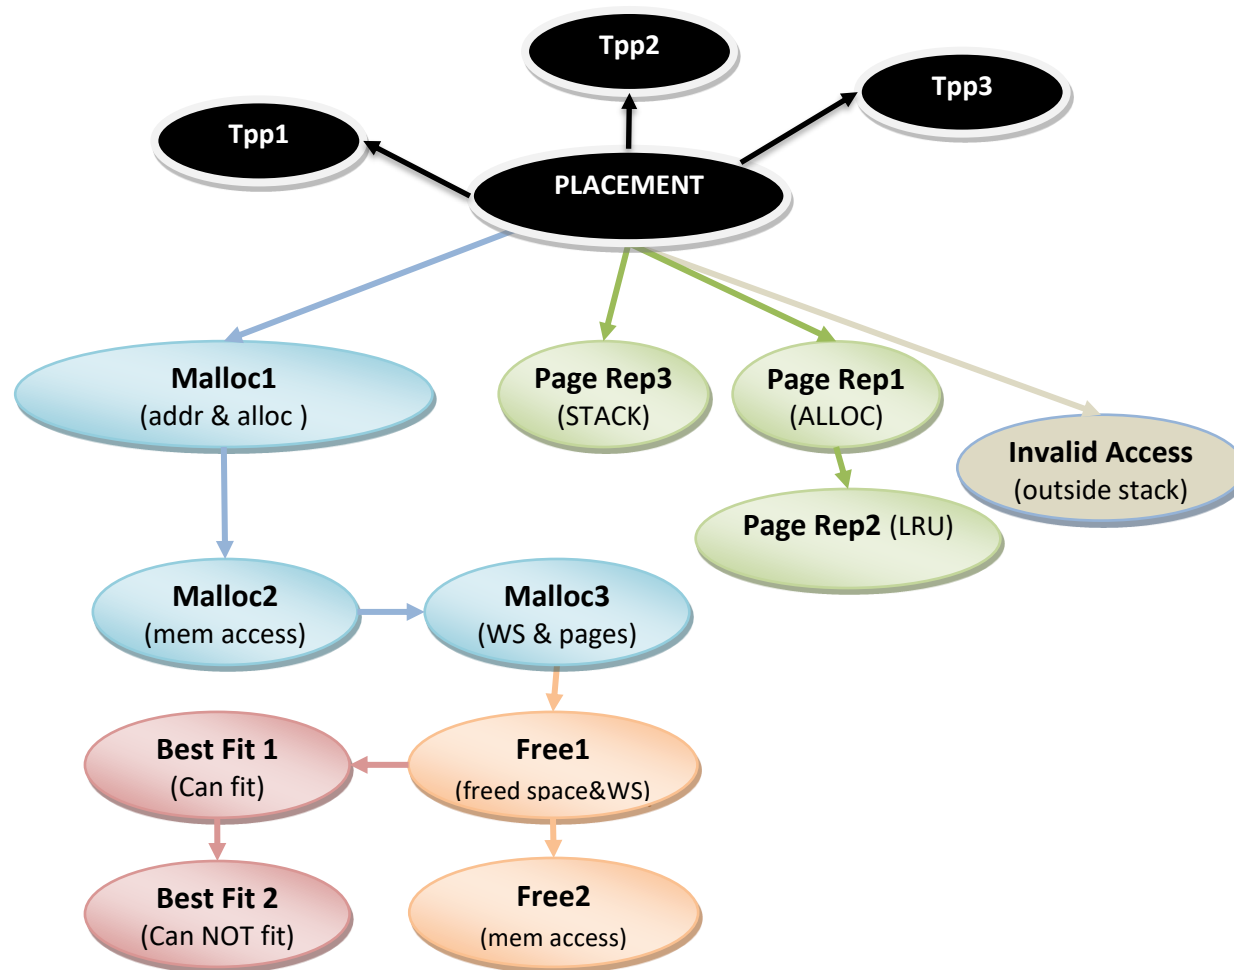 Tpp2
Tpp3
Tpp1
PLACEMENT
Malloc1
(addr & alloc )
Page Rep3
(STACK)
Page Rep1
(ALLOC)
Invalid Access
(outside stack)
Page Rep2 (LRU)
Malloc2
(mem access)
Malloc3
(WS & pages)
Best Fit 1
(Can fit)
Free1
(freed space&WS)
Best Fit 2
(Can NOT fit)
Free2
(mem access)